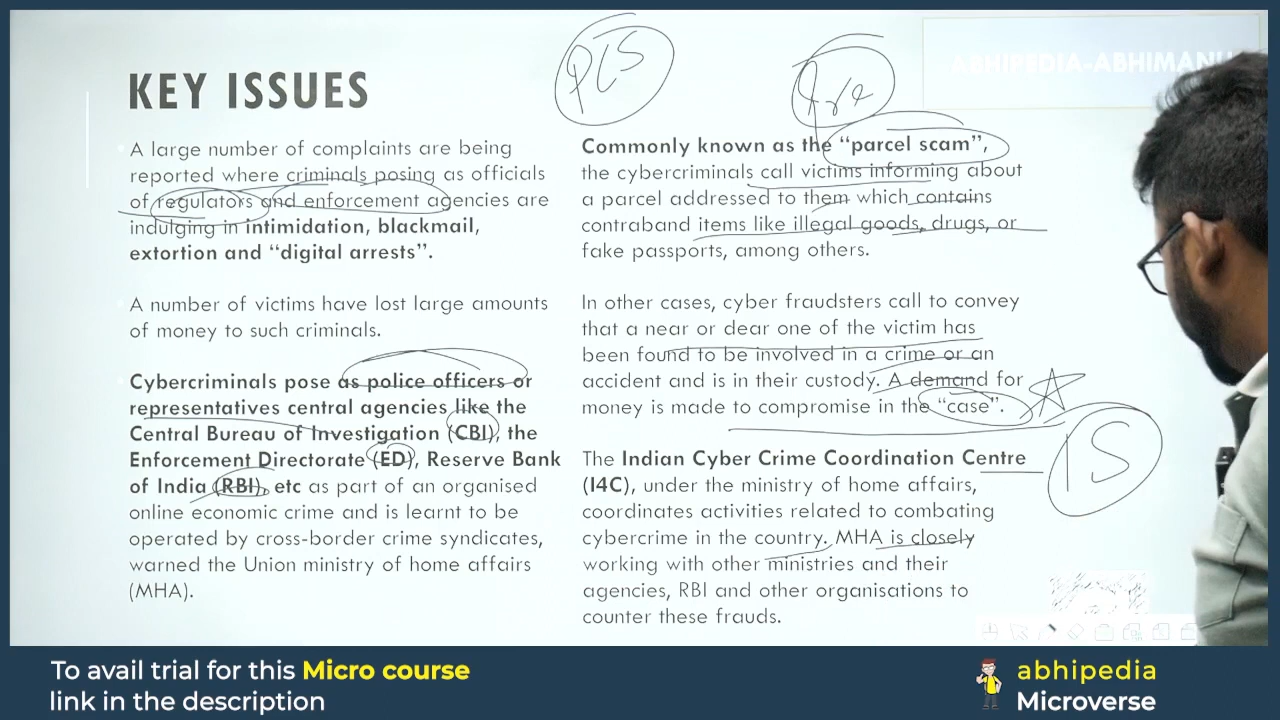 ABHIPEDIA-ABHIMANU
KEY ISSUES
A large number of complaints are being
reported where criminals posing as officials
of regulators and enforcement agencies are
indulging in intimidation, blackmail,
extortion and “digital arrests”.
A number of victims have lost large amounts
of money to such criminals.
Cybercriminals pose as police officers or
representatives central agencies like the
Central Bureau of Investigation (CBI), the
Enforcement Directorate (ED), Reserve Bank
of India (RBI), etc as part of an organised
online economic crime and is learnt to be
operated by cross-border crime syndicates,
warned the Union ministry of home affairs
(MHA).
Commonly known as the “parcel scam”,
the cybercriminals call victims informing about
a parcel addressed to them which contains
contraband items like illegal goods, drugs, or
fake passports, among others.
In other cases, cyber fraudsters call to convey
that a near or dear one of the victim has
been found to be involved in a crime or an
accident and is in their custody. A demand for
money is made to compromise in the “case”.
The Indian Cyber Crime Coordination Centre
(I4C), under the ministry of home affairs,
coordinates activities related to combating
cybercrime in the country. MHA is closely
working with other ministries and their
agencies, RBI and other organisations to
counter these frauds.
IS
To avail trial for this Micro course
link in the description
abhipedia
Microverse